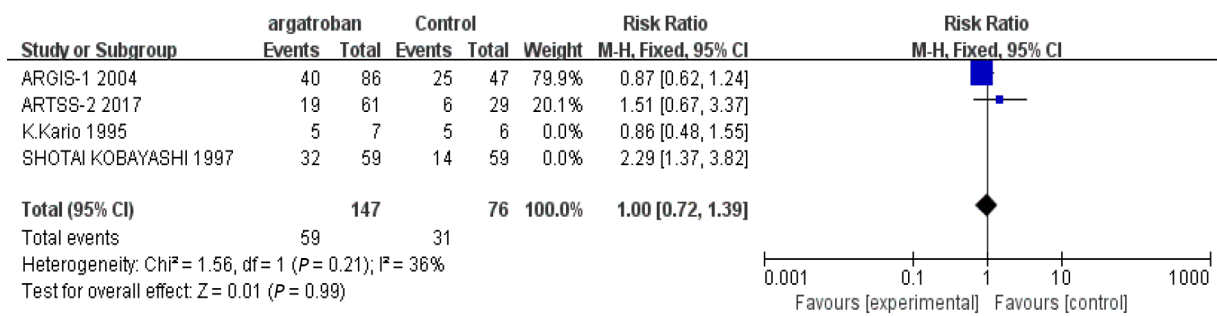 argatroban Control Risk Ratio Risk Ratio
Study or Subgroup Events Total Events Total Weight M-H, Fixed, 95% CI M-H, Fixed, 95% CI
ARGIS-1 2004 40 86 25 47 79.9% 0.87 [0.62, 1.24]
ARTSS-2 2017 19 61 6 29 20.1% 1.51 [0.67, 3.37]
K.Kario 1995 5 7 5 6 0.0% 0.86 [0.48, 1.55]
SHOTAI KOBAYASHI 1997 32 59 14 59 0.0% 2.29 [1.37, 3.82]
Total (95% CI) 147 76 100.0% 1.00 [0.72, 1.39]
Total events 59 31
Heterogeneity: Chi² = 1.56, df = 1 (P = 0.21); I² = 36%
Test for overall effect: Z = 0.01 (P = 0.99)
0.001 0.1 1 10 1000
Favours [experimental] Favours [control]